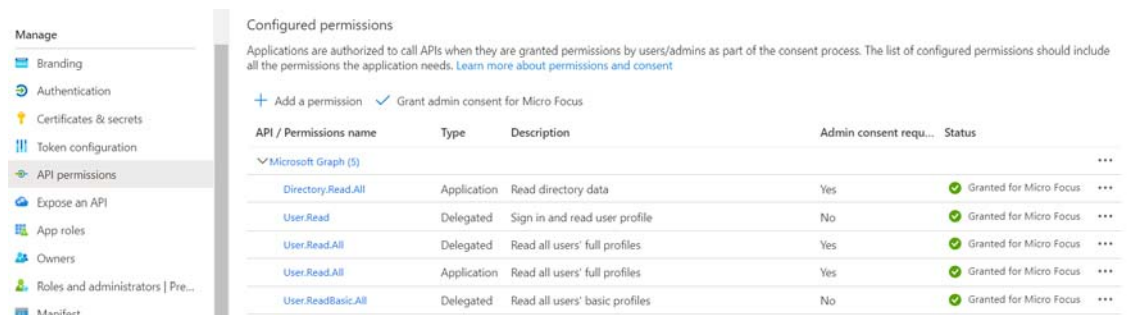 Manage
Branding
Authentication
Certificates & secrets
Token configuration
API permissions
Expose an API
App roles
Owners
Roles and administrators | Pre...
Manifest
Configured permissions
Applications are authorized to call APIs when they are granted permissions by users/admins as part of the consent process. The list of configured permissions should include
all the permissions the application needs. Learn more about permissions and consent
Add a permission Grant admin consent for Micro Focus
API / Permissions name Type Description Admin consent requ... Status
Microsoft Graph (5) ...
Directory.Read.All Application Read directory data Yes Granted for Micro Focus ...
User.Read Delegated Sign in and read user profile No Granted for Micro Focus ...
User.Read.All Delegated Read all users' full profiles Yes Granted for Micro Focus ...
User.Read.All Application Read all users' full profiles Yes Granted for Micro Focus ...
User.ReadBasic.All Delegated Read all users' basic profiles No Granted for Micro Focus ...